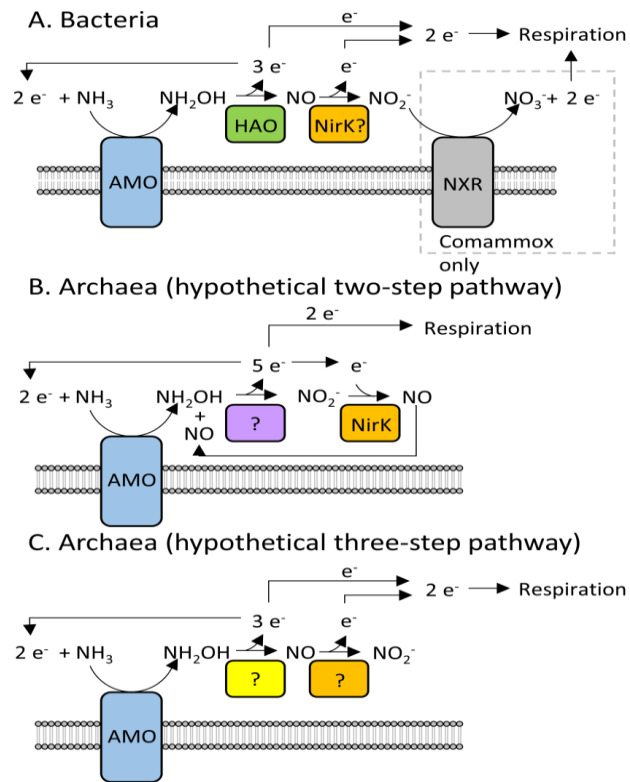 A. Bacteria
e⁻
3 e⁻ e⁻ 2 e⁻ Respiration
2 e⁻ + NH₃ NH₂OH NO NO₂⁻ NO₃⁻+ 2 e⁻
HAO NirK?
AMO NXR
Comammox
only
B. Archaea (hypothetical two-step pathway)
2 e⁻
Respiration
5 e⁻ e⁻
2 e⁻ + NH₃ NH₂OH NO₂⁻ NO
+
NO ? NirK
AMO
C. Archaea (hypothetical three-step pathway)
e⁻
2 e⁻ Respiration
3 e⁻ e⁻
2 e⁻ + NH₃ NH₂OH NO NO₂⁻
? ?
AMO